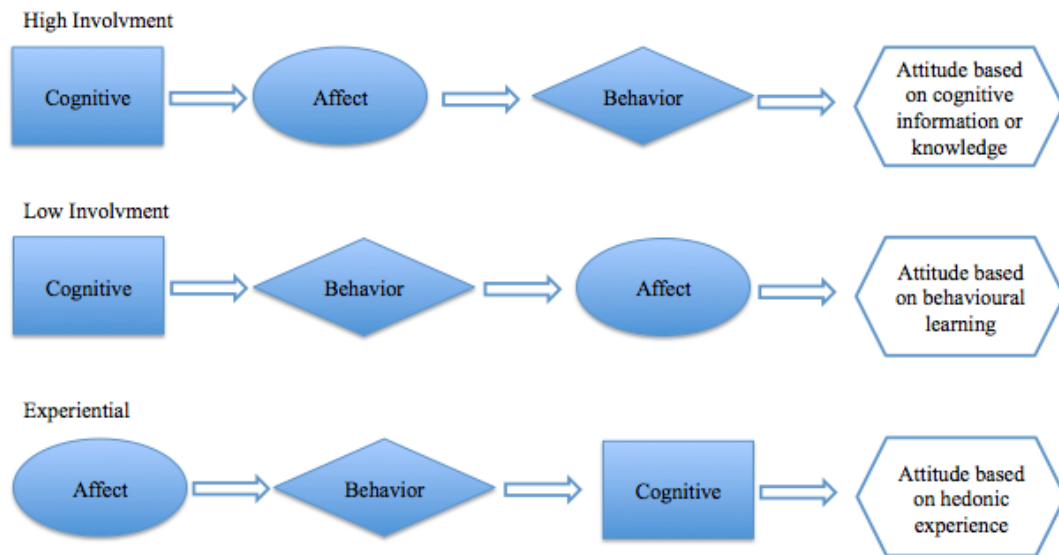 High Involvment
Cognitive
Affect
Behavior
Attitude based
on cognitive
information or
knowledge
Low Involvment
Cognitive
Behavior
Affect
Attitude based
on behavioural
learning
Experiential
Affect
Behavior
Cognitive
Attitude based
on hedonic
experience